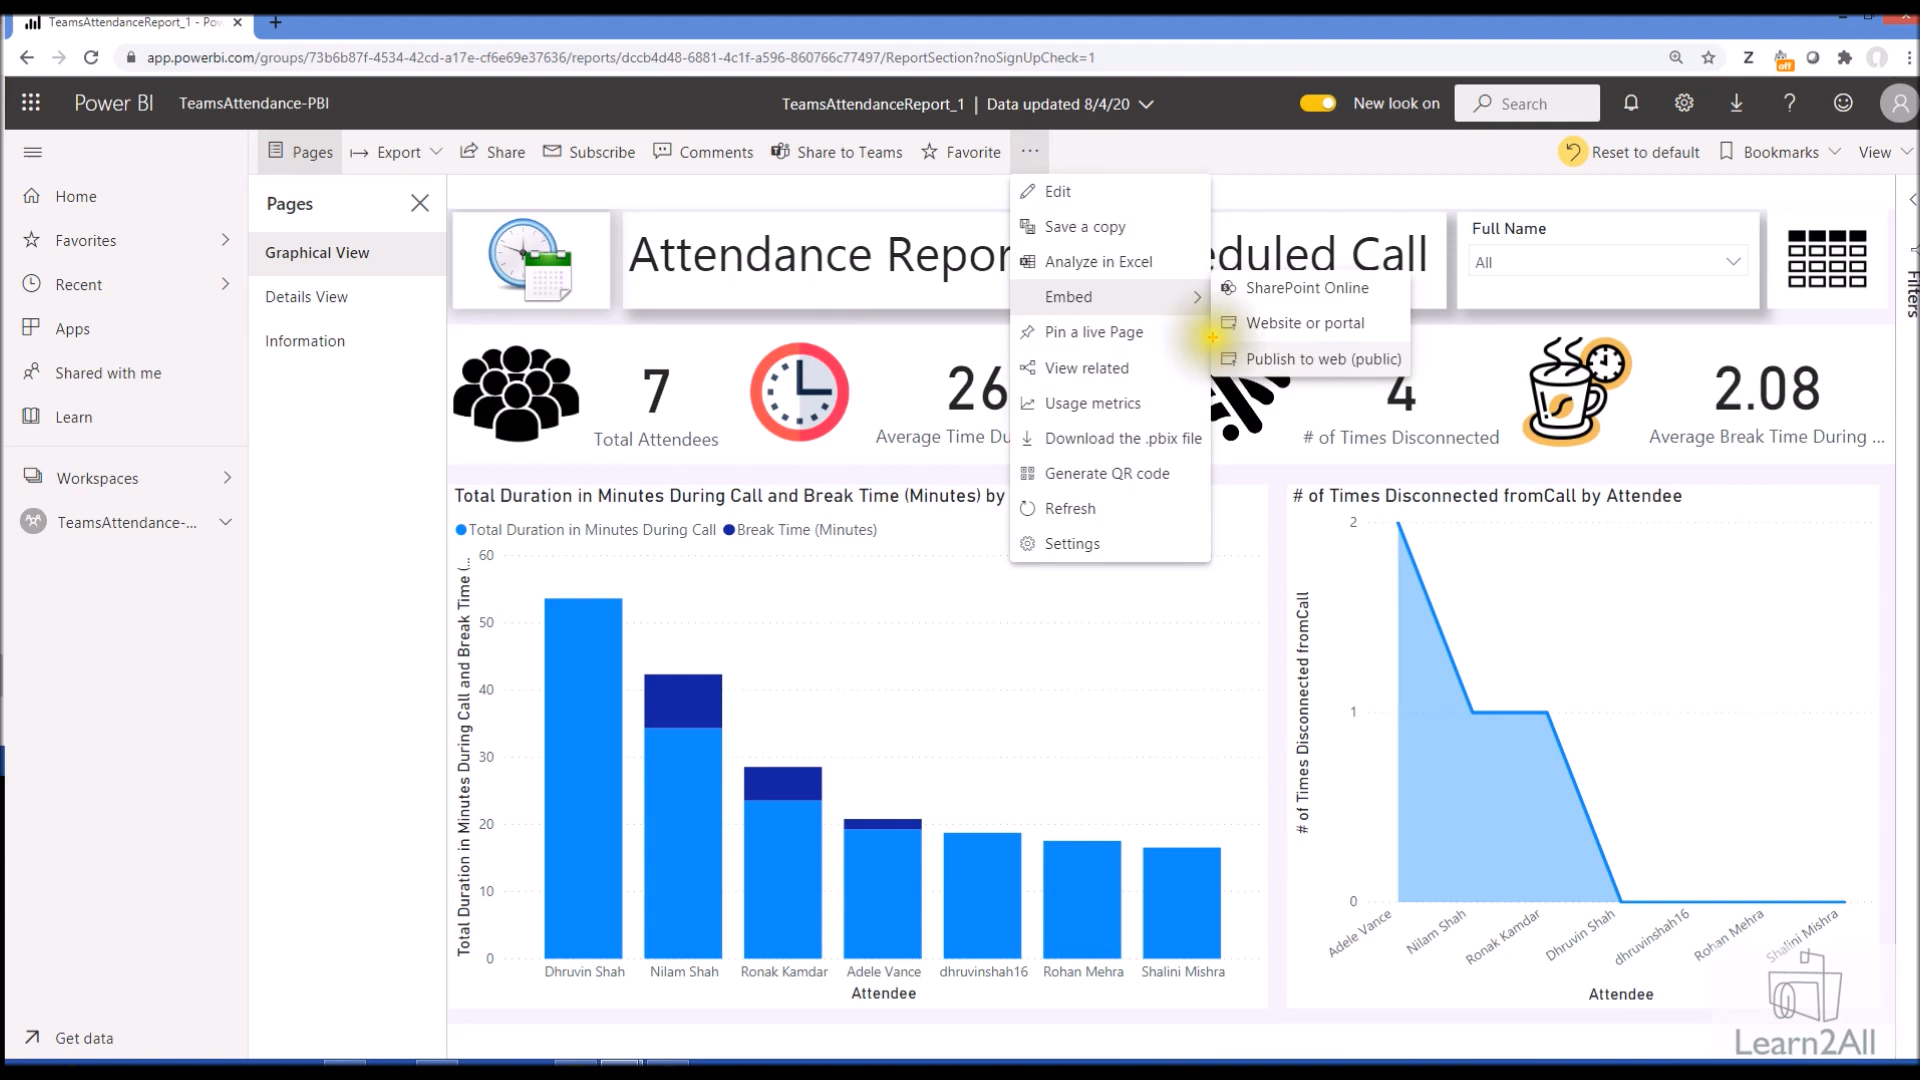 TeamsAttendanceReport_1 - Pow
app.powerbi.com/groups/73b6b87f-4534-42cd-a17e-cf6e69e37636/reports/dccb4d48-6881-4c1f-a596-860766c77497/ReportSection?noSignUpCheck=1
Z
off
Power BI
TeamsAttendance-PBI
TeamsAttendanceReport_1 | Data updated 8/4/20
New look on
Search
Pages
Export
Share
Subscribe
Comments
Share to Teams
Favorite
Reset to default
Bookmarks
View
Home
Favorites
Recent
Apps
Shared with me
Learn
Workspaces
TeamsAttendance-...
Get data
Pages
Graphical View
Details View
Information
Edit
Save a copy
Analyze in Excel
Embed
Pin a live Page
View related
Usage metrics
Download the .pbix file
Generate QR code
Refresh
Settings
SharePoint Online
Website or portal
Publish to web (public)
Attendance Repor
eduled Call
Full Name
All
Filters
7
Total Attendees
26
Average Time Du
4
# of Times Disconnected
2.08
Average Break Time During ...
Total Duration in Minutes During Call and Break Time (Minutes) by
Total Duration in Minutes During Call
Break Time (Minutes)
Total Duration in Minutes During Call and Break Time (...
60
50
40
30
20
10
0
Dhruvin Shah
Nilam Shah
Ronak Kamdar
Adele Vance
dhruvinshah16
Rohan Mehra
Shalini Mishra
Attendee
# of Times Disconnected fromCall by Attendee
# of Times Disconnected fromCall
2
1
0
Adele Vance
Nilam Shah
Ronak Kamdar
Dhruvin Shah
dhruvinshah16
Rohan Mehra
Shalini Mishra
Attendee
Learn2All